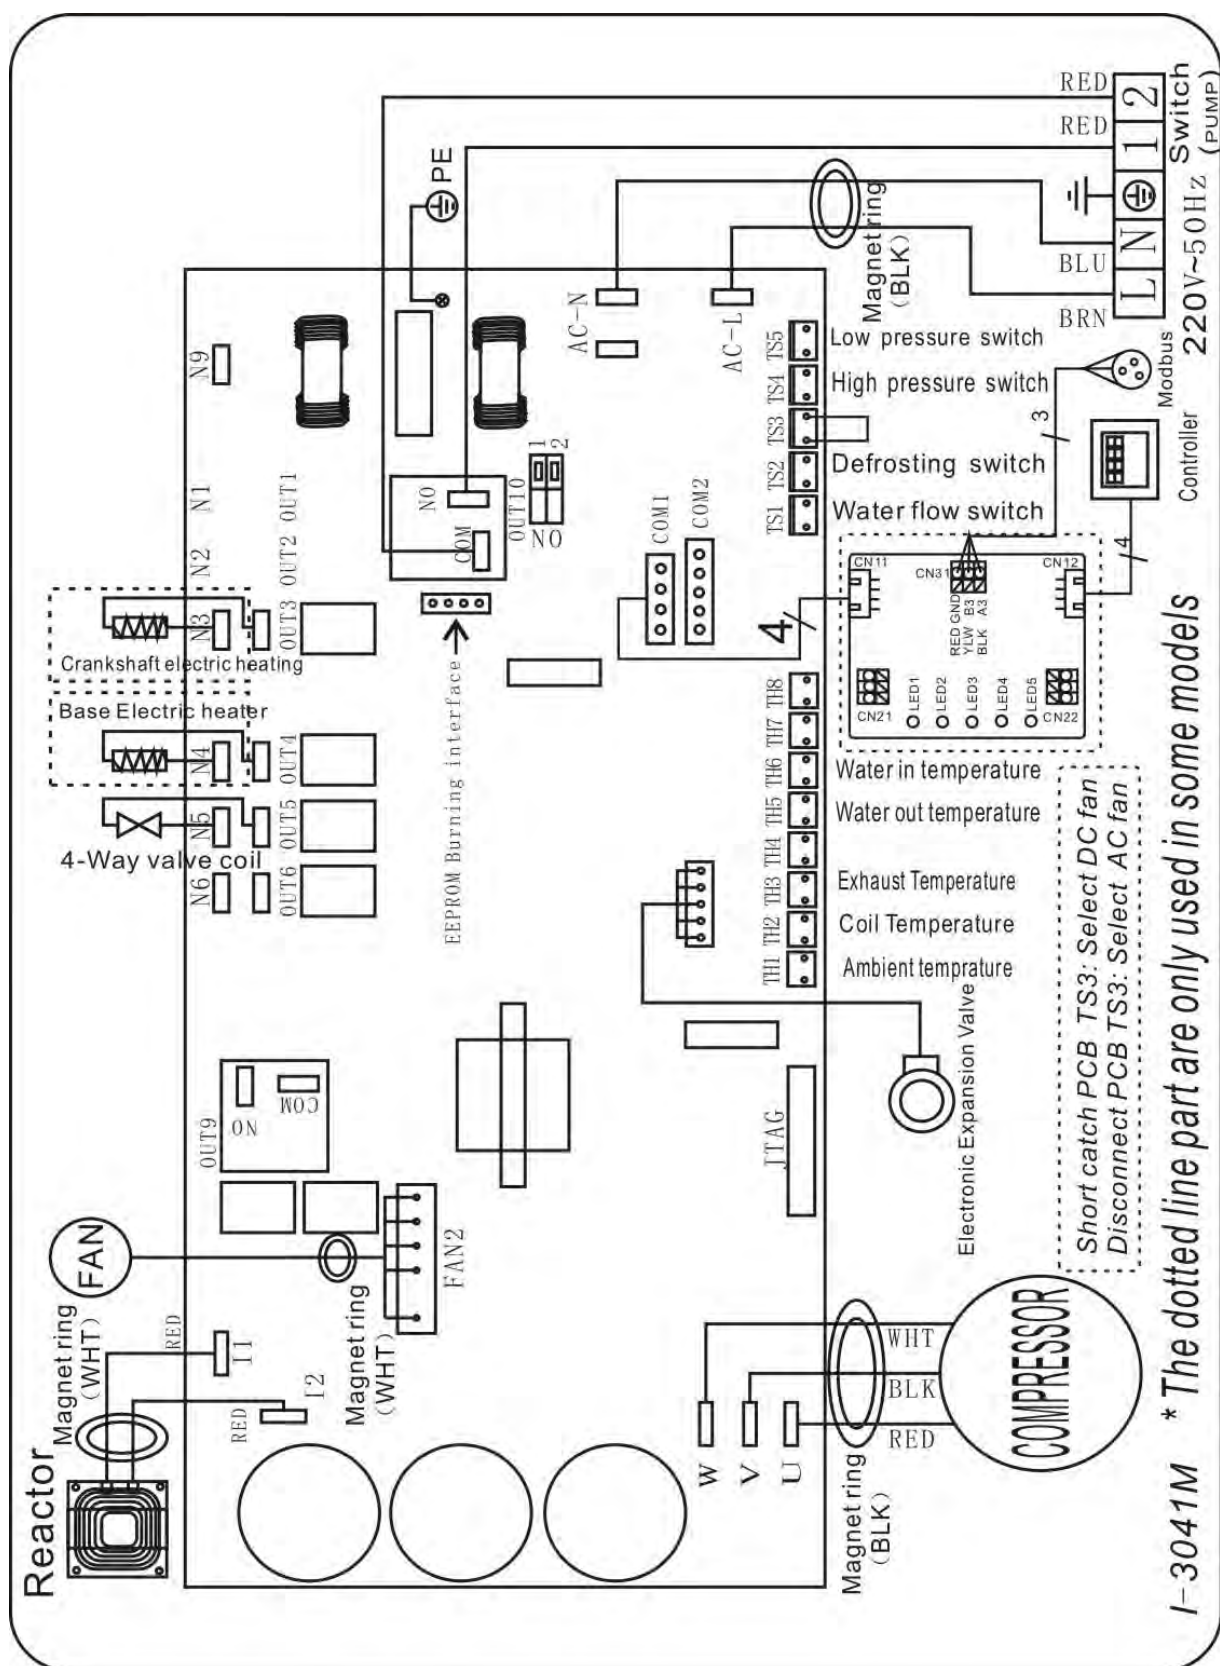 RED
2
RED
1
Switch
(PUMP)
PE
BLU
N
BRN
L
220V~50Hz
Magnet ring
(BLK)
AC-N
AC-L
N9
N1
N2
N3
N4
N5
N6
OUT1
OUT2
OUT3
OUT4
OUT5
OUT6
NO
COM
OUT10
NO
1
2
Crankshaft electric heating
Base Electric heater
4-Way valve coil
EEPROM Burning interface
COM1
COM2
TS5
TS4
TS3
TS2
TS1
Low pressure switch
High pressure switch
Defrosting switch
Water flow switch
3
Modbus
Controller
4
4
CN11
CN31
CN12
RED GND
YLW B3
BLK A3
CN21
LED1
LED2
LED3
LED4
LED5
CN22
TH8
TH7
TH6
TH5
TH4
TH3
TH2
TH1
Water in temperature
Water out temperature
Exhaust Temperature
Coil Temperature
Ambient temprature
Electronic Expansion Valve
JTAG
OUT9
NO
COM
FAN
FAN2
Magnet ring
(WHT)
Magnet ring
(WHT)
RED
I1
RED
I2
Reactor
W
V
U
WHT
BLK
RED
Magnet ring
(BLK)
COMPRESSOR
Short catch PCB TS3: Select DC fan
Disconnect PCB TS3: Select AC fan
I-3041M * The dotted line part are only used in some models